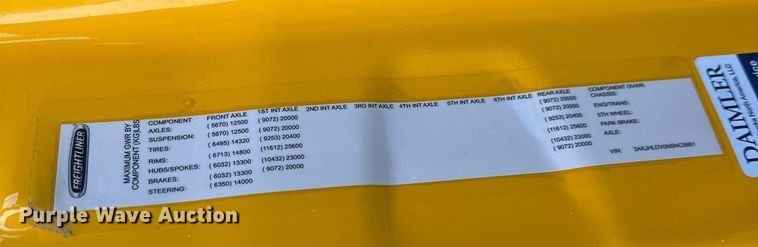 FREIGHTLINER
MAXIMUM GWR BY
COMPONENT (KG)LBS
COMPONENT FRONT AXLE 1ST INT AXLE 2ND INT AXLE 3RD INT AXLE 4TH INT AXLE 5TH INT AXLE 6TH INT AXLE REAR AXLE COMPONENT GVWR
AXLES: ( 5670) 12500 ( 9072) 20000 ( 9072) 20000 CHASSIS:
SUSPENSION: ( 5670) 12500 ( 9072) 20000 ( 9072) 20000 ENG/TRANS:
TIRES: ( 6495) 14320 ( 9253) 20400 ( 9253) 20400 5TH WHEEL:
RIMS: ( 6713) 14800 (11612) 25600 (11612) 25600 PARK BRAKE:
HUBS/SPOKES: ( 6032) 13300 (10432) 23000 (10432) 23000 AXLE:
BRAKES: ( 6032) 13300 ( 9072) 20000 ( 9072) 20000
STEERING: ( 6350) 14000 VIN:
DAIMLER
North America, LLC
Purple Wave Auction